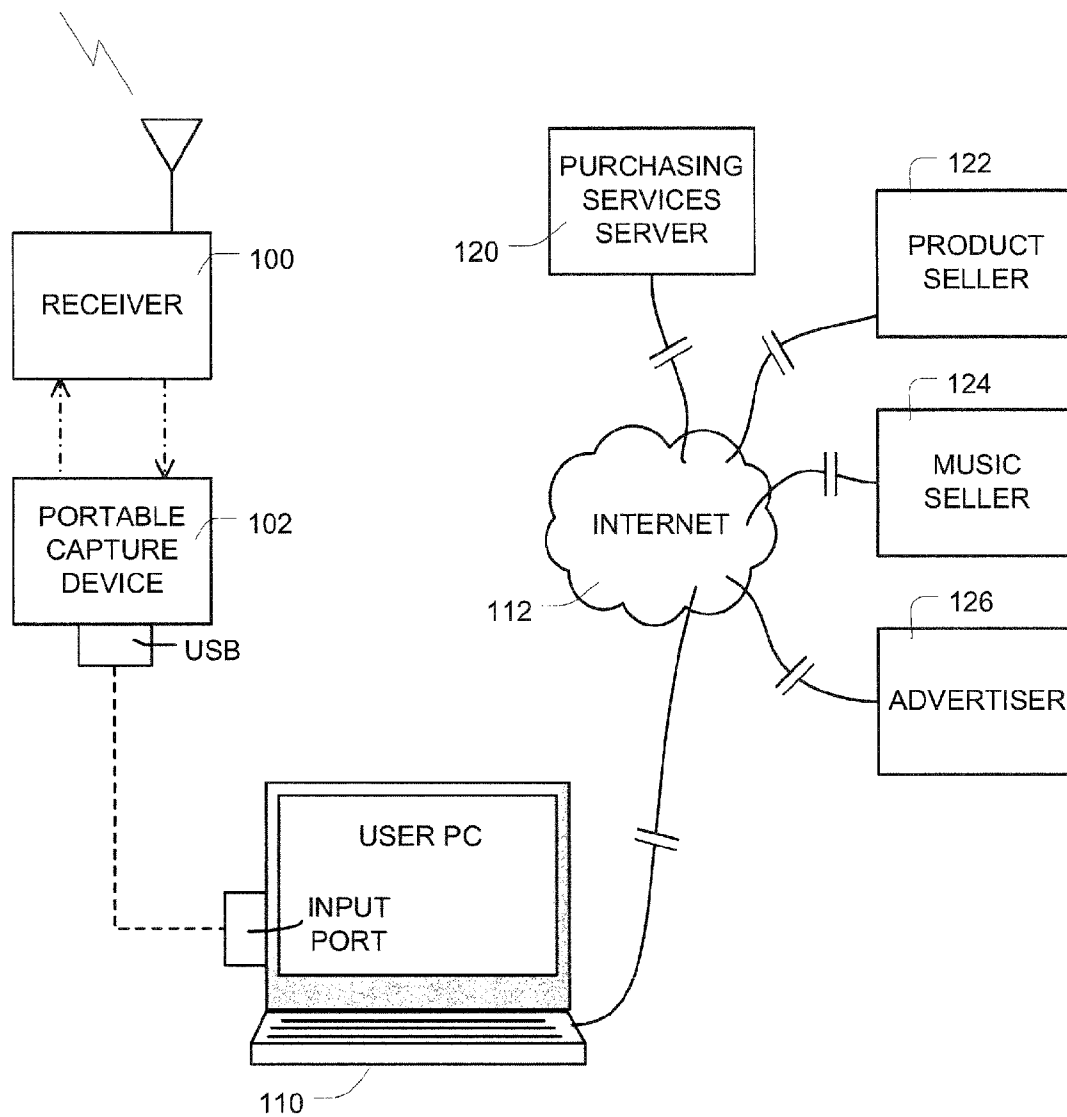 RECEIVER
100
PORTABLE
CAPTURE
DEVICE
102
USB
PURCHASING
SERVICES
SERVER
120
122
PRODUCT
SELLER
124
MUSIC
SELLER
INTERNET
112
126
ADVERTISER
USER PC
INPUT
PORT
110